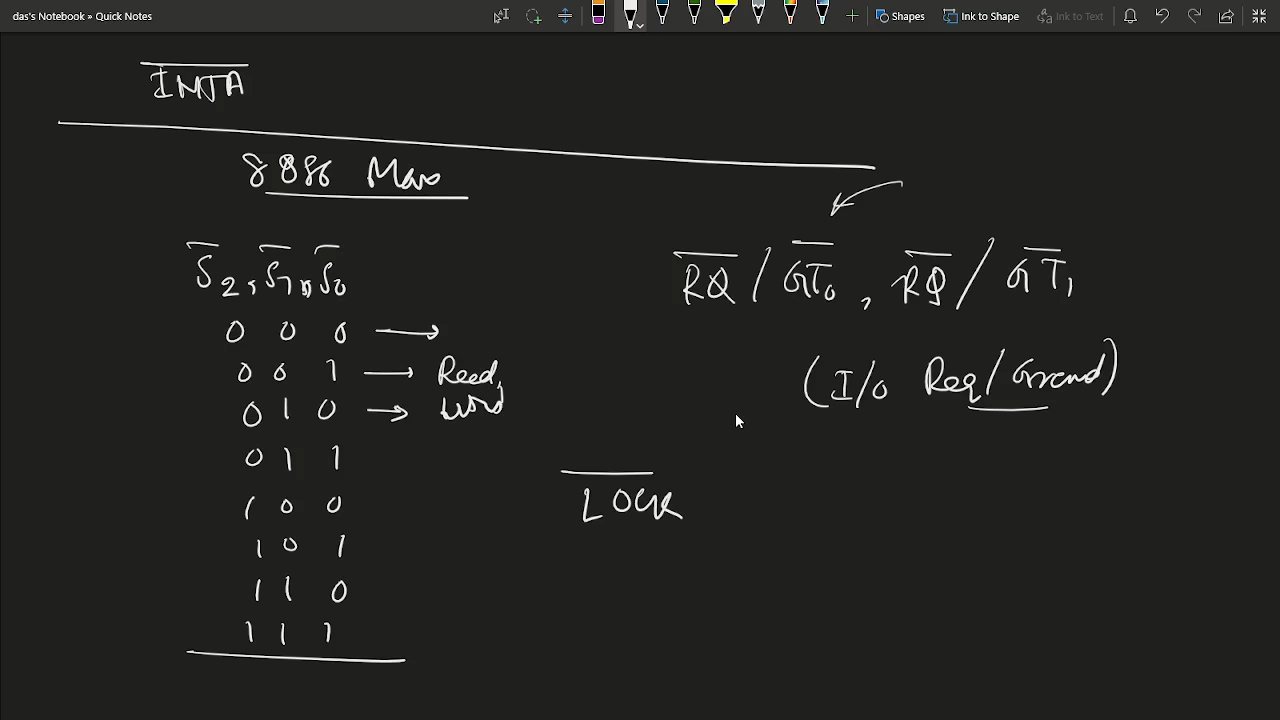 das's Notebook » Quick Notes
Shapes
Ink to Shape
Ink to Text
INTA
8086 Max
S2, S1, S0
RQ / GT0, RQ / GT1
0 0 0 →
0 0 1 → Read,
0 1 0 →
(I/O Req/Grrand)
0 1 1
1 0 0
LOCK
1 0 1
1 1 0
1 1 1